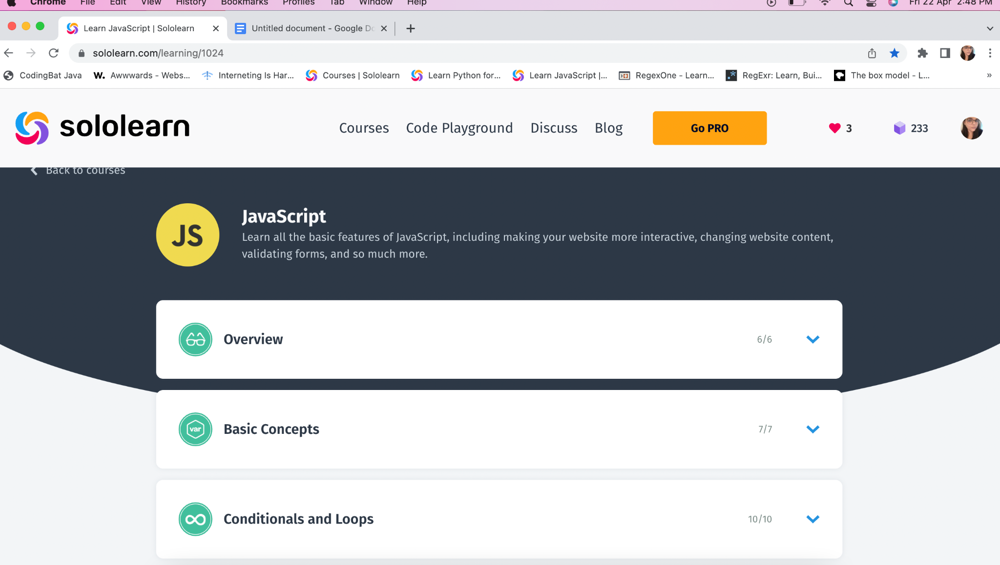 Chrome File Edit View History Bookmarks Profiles Tab Window Help Fri 22 Apr 2:48 PM
Learn JavaScript | Sololearn Untitled document - Google Do
sololearn.com/learning/1024
CodingBat Java W. Awwwards - Webs... Interneting Is Har... Courses | Sololearn Learn Python for... Learn JavaScript |... RegexOne - Learn... RegExr: Learn, Bui... The box model - L... »
sololearn Courses Code Playground Discuss Blog Go PRO 3 233
Back to courses
JS
JavaScript
Learn all the basic features of JavaScript, including making your website more interactive, changing website content,
validating forms, and so much more.
Overview 6/6
var Basic Concepts 7/7
Conditionals and Loops 10/10